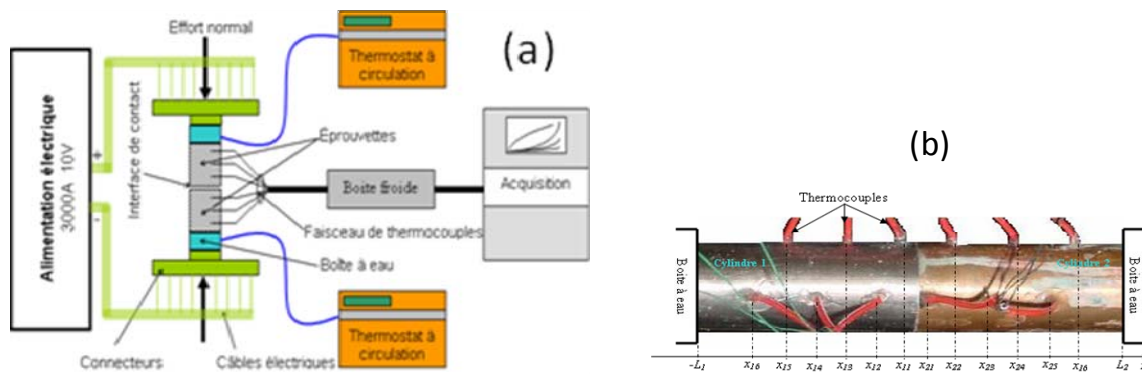 Effort normal
(a)
Thermostat à
circulation
Alimentation électrique
3000A 10V
+
-
Interface de contact
Éprouvettes
Boite froide
Acquisition
Faisceau de thermocouples
Boîte à eau
Thermostat à
circulation
Connecteurs
Câbles électriques
(b)
Thermocouples
Cylindre 1
Cylindre 2
Boite à
eau
Boite à
eau
-L1 x16 x15 x14 x13 x12 x11 x21 x22 x23 x24 x25 x16 L2